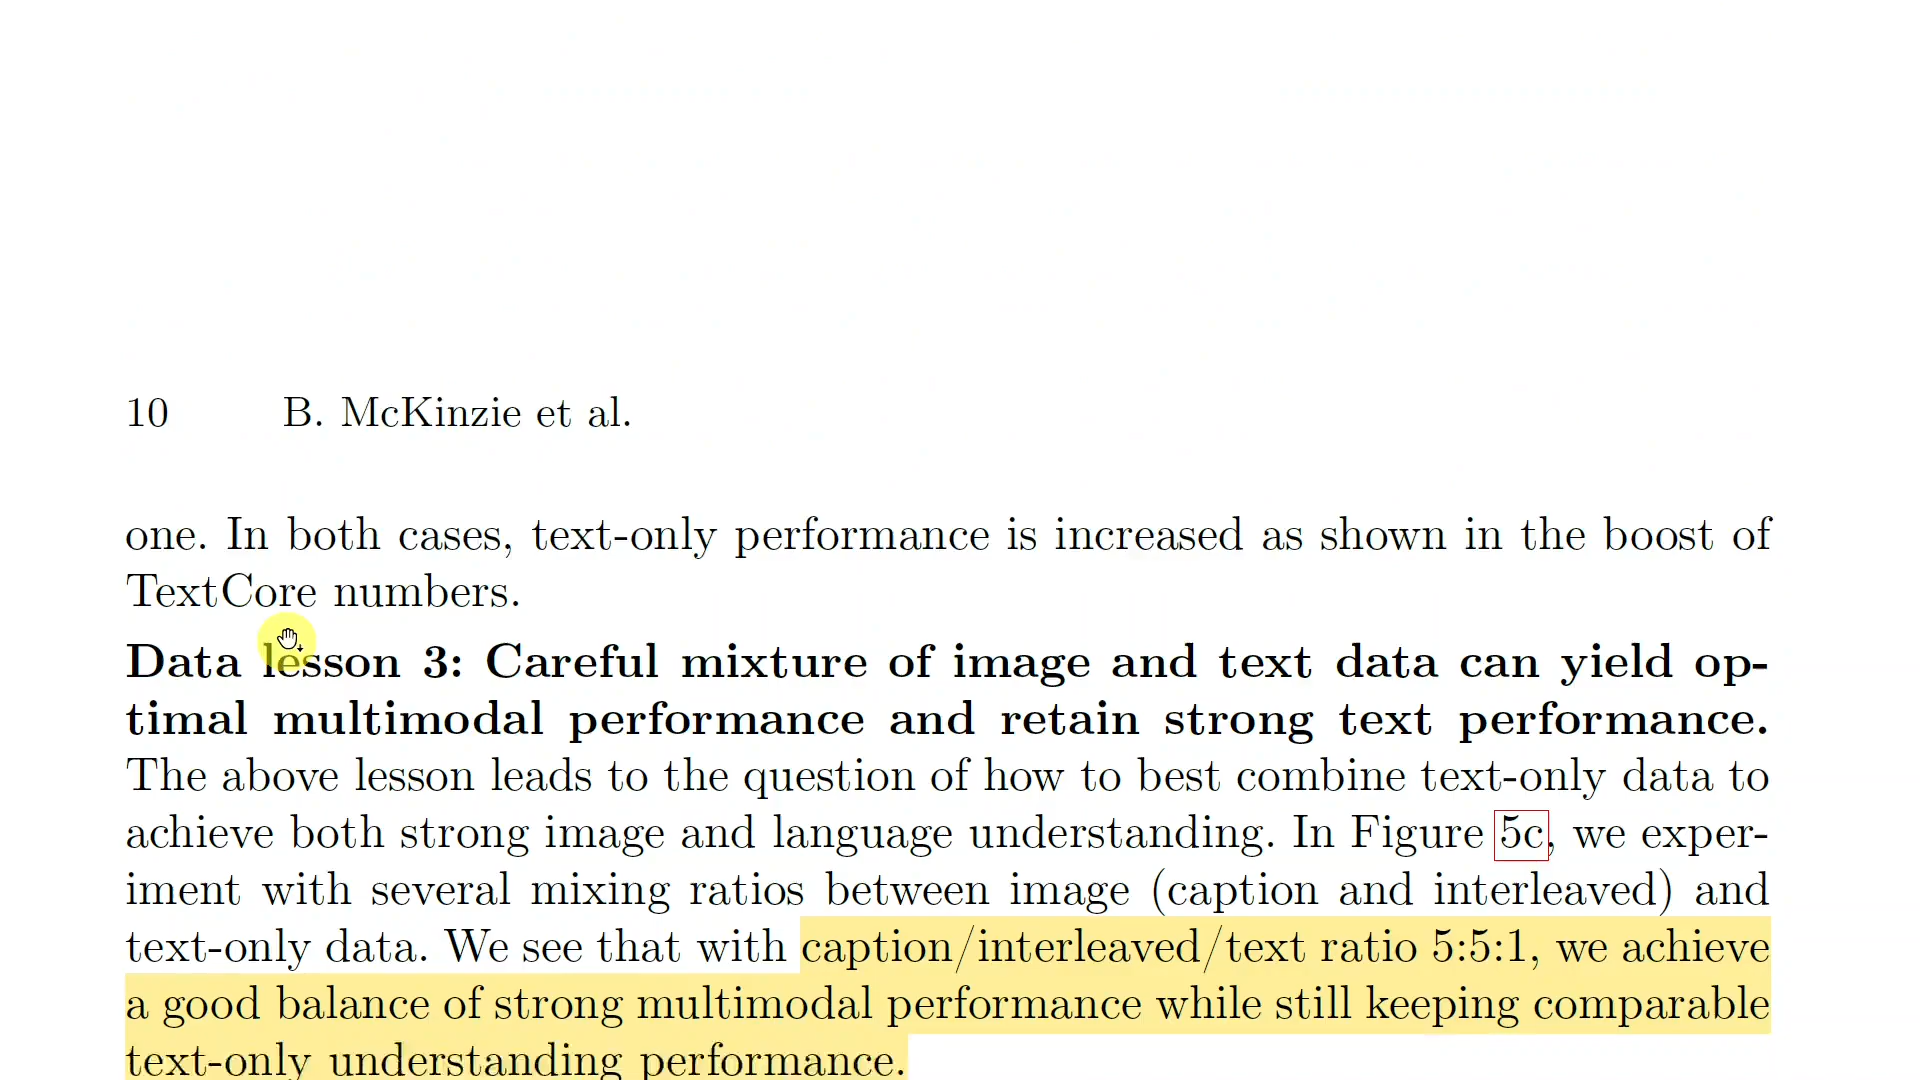 10 B. McKinzie et al.
one. In both cases, text-only performance is increased as shown in the boost of
TextCore numbers.
Data lesson 3: Careful mixture of image and text data can yield op-
timal multimodal performance and retain strong text performance.
The above lesson leads to the question of how to best combine text-only data to
achieve both strong image and language understanding. In Figure 5c, we exper-
iment with several mixing ratios between image (caption and interleaved) and
text-only data. We see that with caption/interleaved/text ratio 5:5:1, we achieve
a good balance of strong multimodal performance while still keeping comparable
text-only understanding performance.